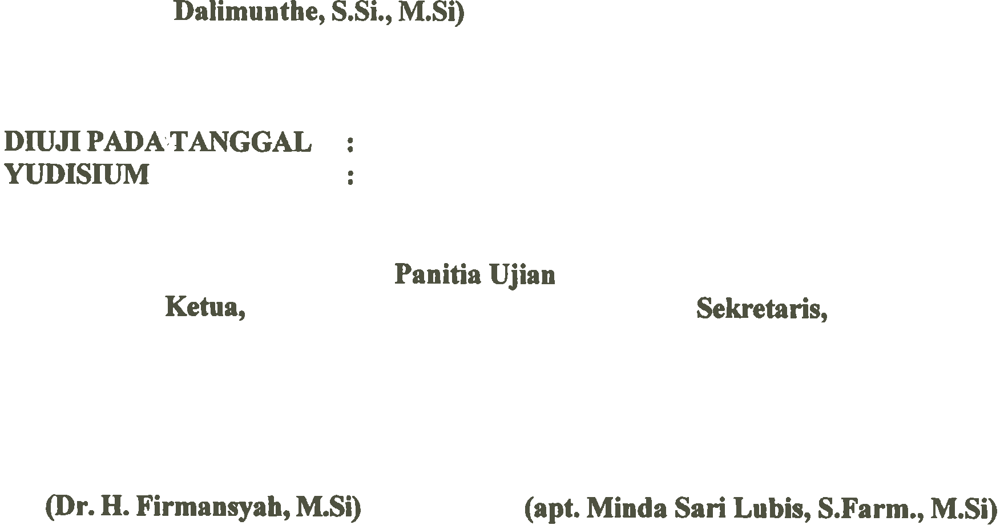 Dalimunthe, S.Si., M.Si)
DIUJI PADA TANGGAL :
YUDISIUM :
Panitia Ujian
Ketua, Sekretaris,
(Dr. H. Firmansyah, M.Si) (apt. Minda Sari Lubis, S.Farm., M.Si)